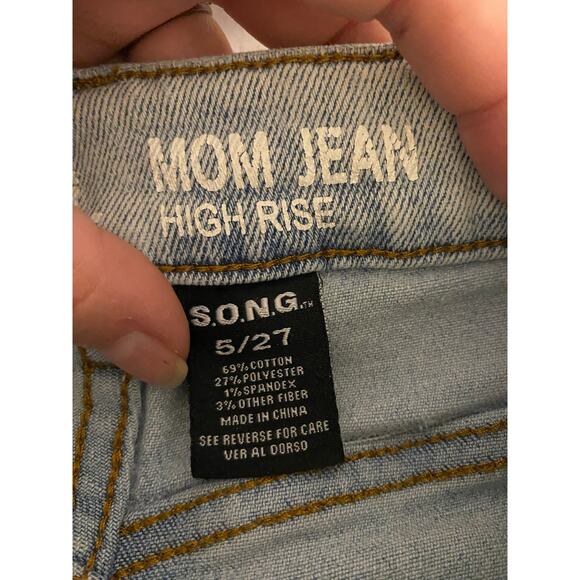 MOM JEAN
HIGH RISE
S.O.N.G.
5/27
69% COTTON
27% POLYESTER
1% SPANDEX
3% OTHER FIBER
MADE IN CHINA
SEE REVERSE FOR CARE
VER AL DORSO